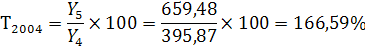 T₂₀₀₄ = Y₅/Y₄ × 100 = 659,48/395,87 × 100 = 166,59%